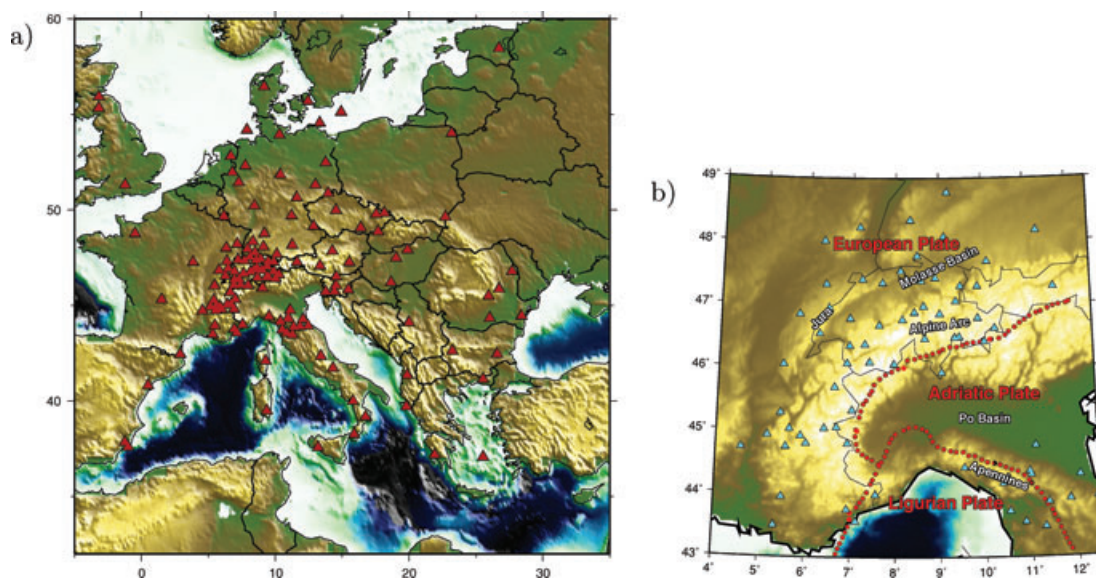 a)
60
50
40
0
10
20
30
b)
49
48
47
46
45
44
43
4˚
5˚
6˚
7˚
8˚
9˚
10˚
11˚
12˚
European Plate
Molasse Basin
Jura
Alpine Arc
Adriatic Plate
Po Basin
Apennines
Ligurian Plate